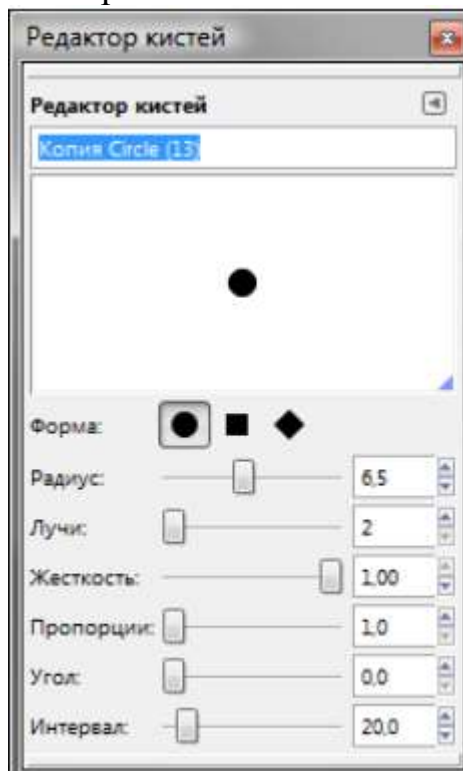 Редактор кистей
Редактор кистей
Копия Circle (13)
Форма:
Радиус: 6,5
Лучи: 2
Жесткость: 1,00
Пропорции: 1,0
Угол: 0,0
Интервал: 20,0